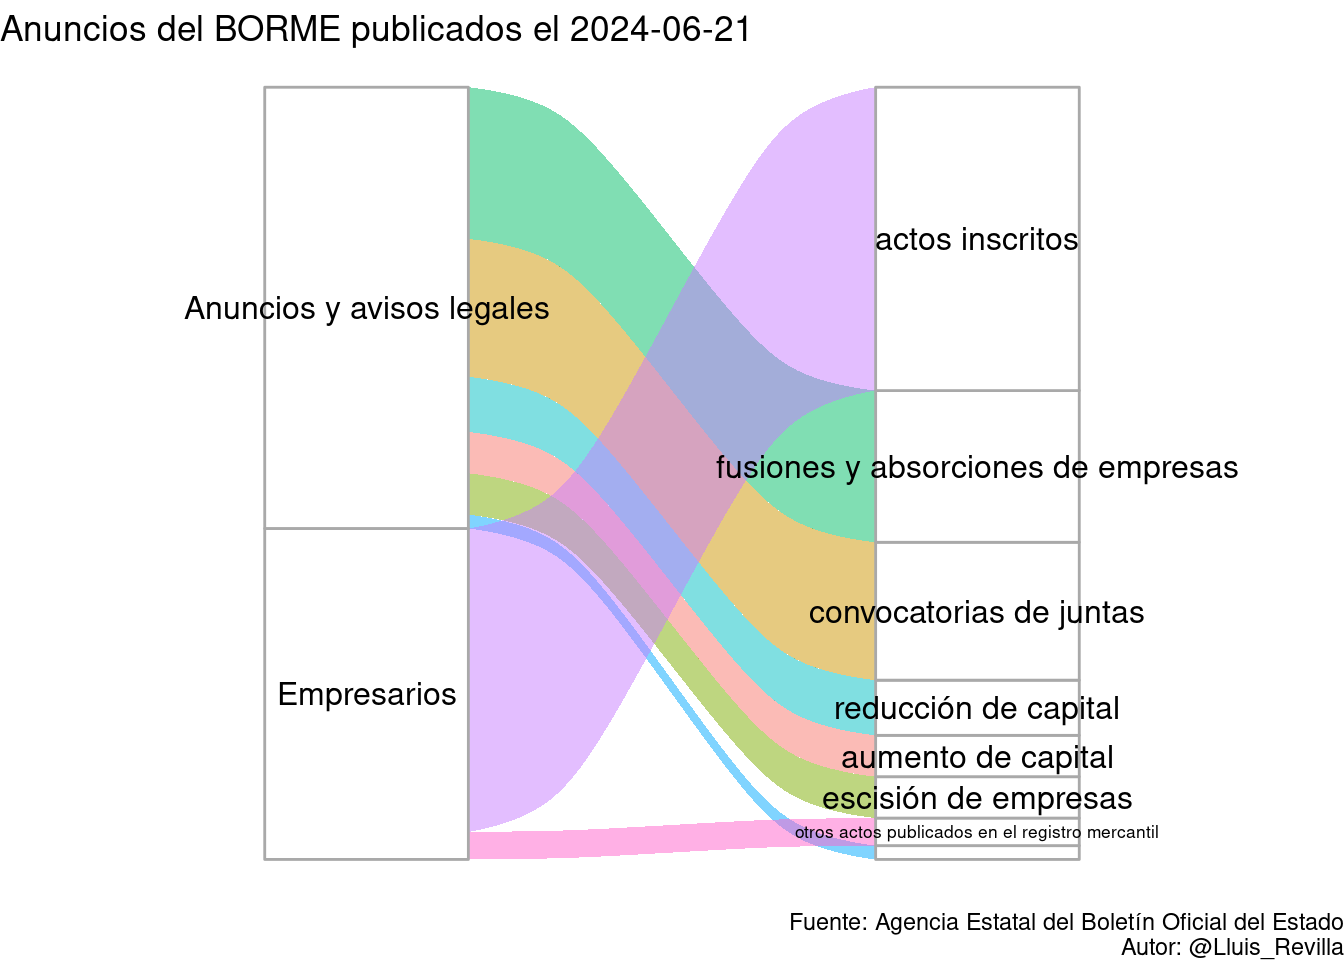 Anuncios del BORME publicados el 2024-06-21
actos inscritos
Anuncios y avisos legales
fusiones y absorciones de empresas
convocatorias de juntas
Empresarios
reducción de capital
aumento de capital
escisión de empresas
otros actos publicados en el registro mercantil
Fuente: Agencia Estatal del Boletín Oficial del Estado
Autor: @Lluis_Revilla